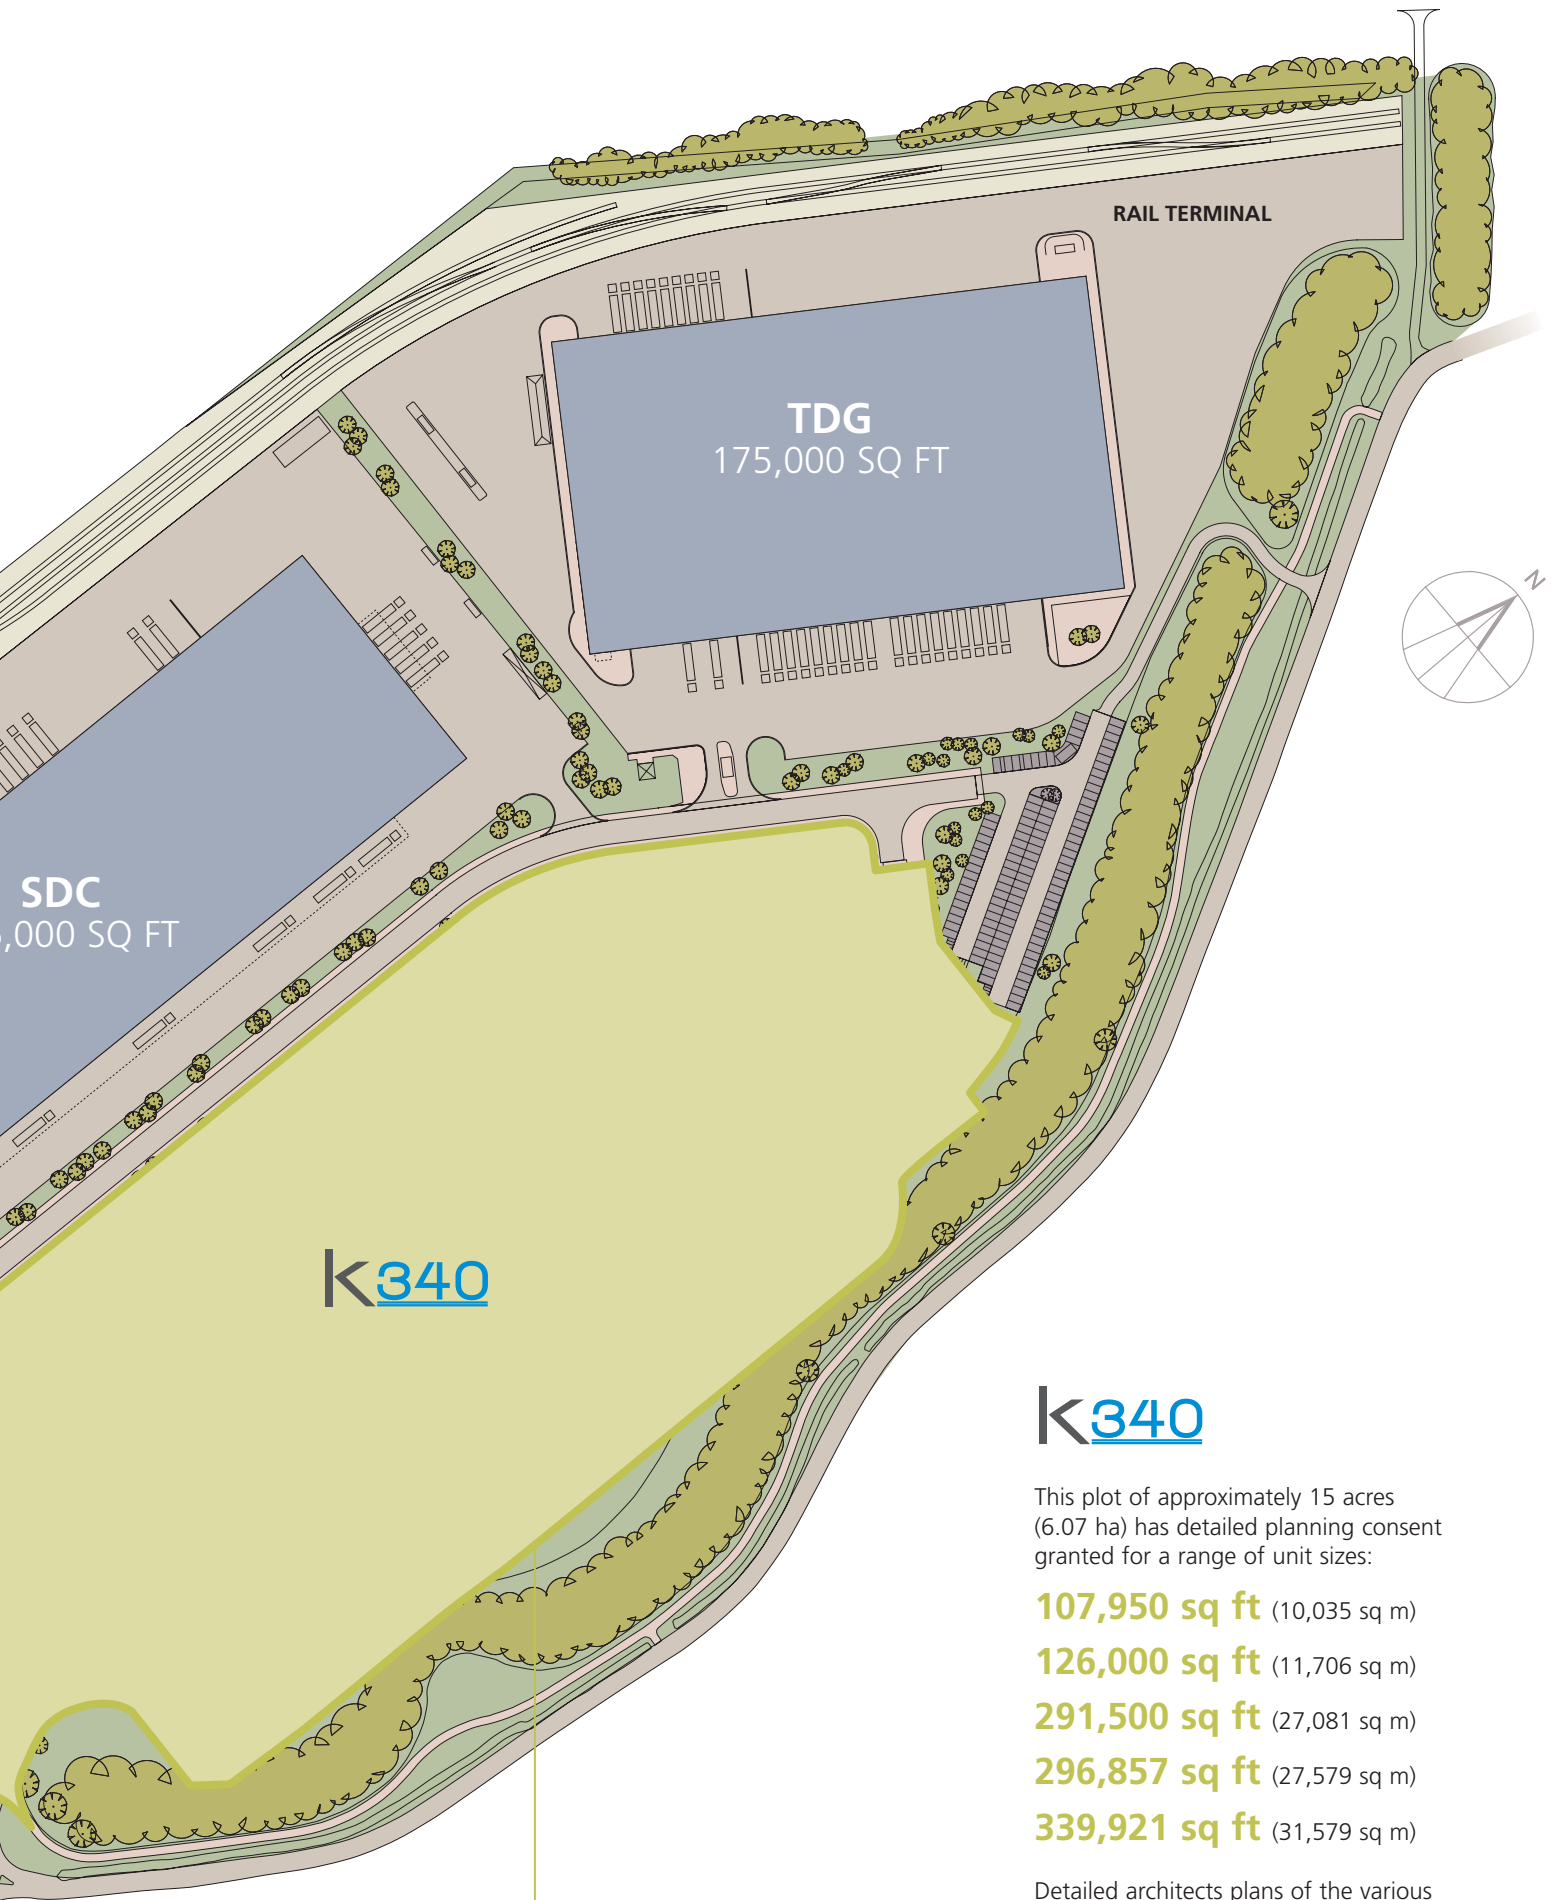 RAIL TERMINAL
TDG
175,000 SQ FT
N
SDC
,000 SQ FT
k340
k340
This plot of approximately 15 acres
(6.07 ha) has detailed planning consent
granted for a range of unit sizes:
107,950 sq ft (10,035 sq m)
126,000 sq ft (11,706 sq m)
291,500 sq ft (27,081 sq m)
296,857 sq ft (27,579 sq m)
339,921 sq ft (31,579 sq m)
Detailed architects plans of the various